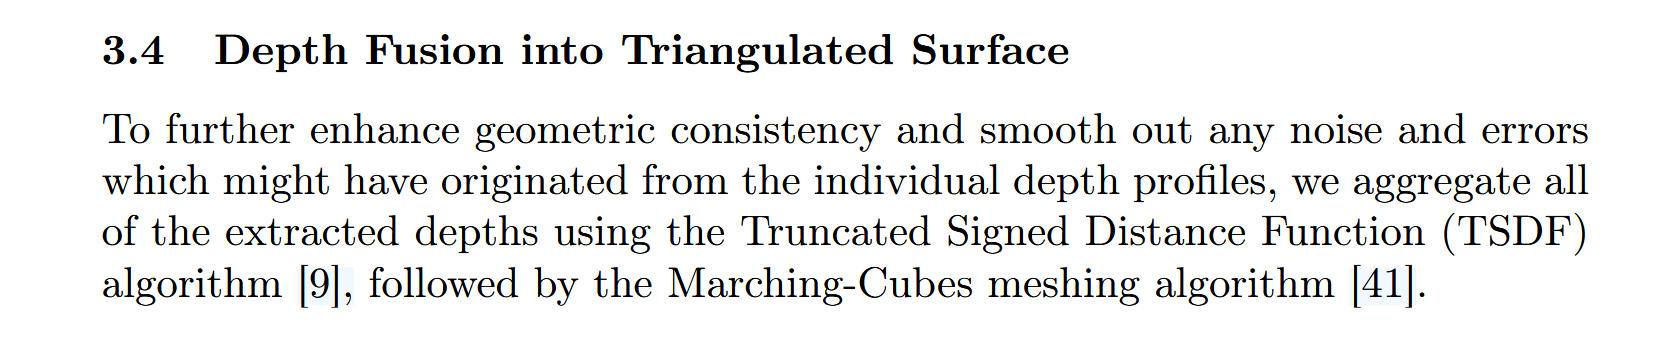 3.4 Depth Fusion into Triangulated Surface
To further enhance geometric consistency and smooth out any noise and errors
which might have originated from the individual depth profiles, we aggregate all
of the extracted depths using the Truncated Signed Distance Function (TSDF)
algorithm [9], followed by the Marching-Cubes meshing algorithm [41].